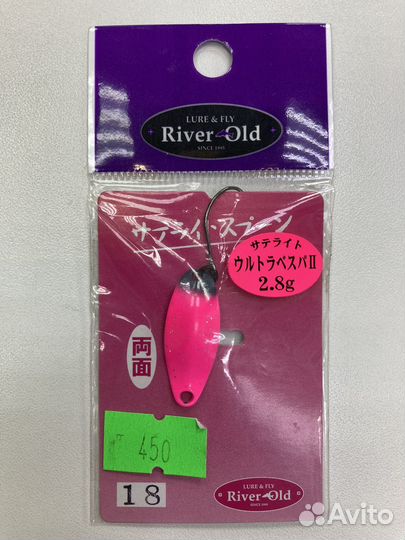 LURE & FLY
River Old
SINCE 1995
サテライトスプーン
サテライト
ウルトラベスパII
2.8g
両面
450
18
LURE & FLY
River Old
Avito